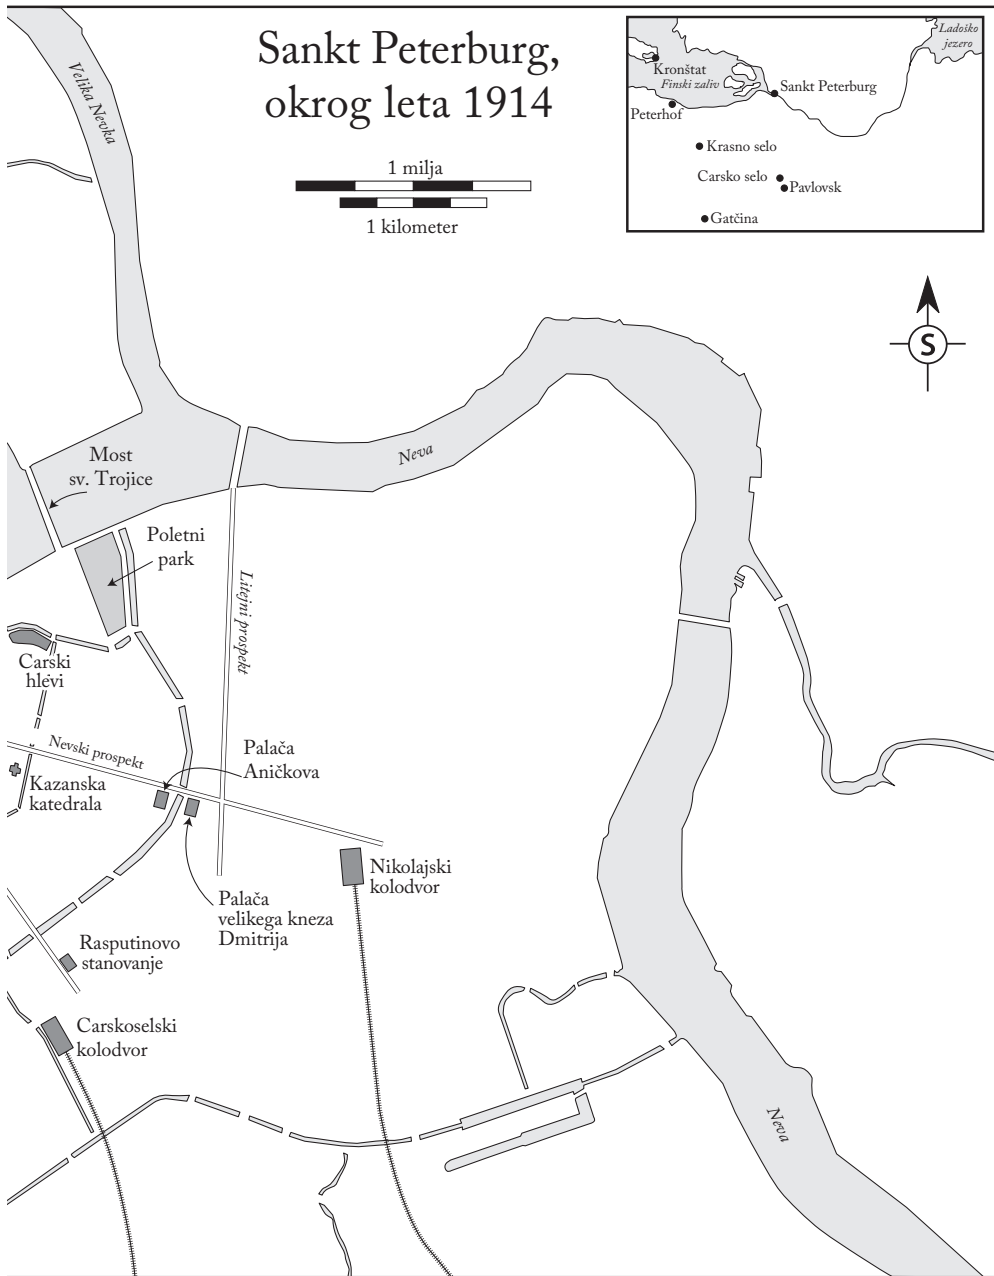 Sankt Peterburg,
okrog leta 1914
1 milja
1 kilometer
Ladoško
jezero
Kronštat
Finski zaliv
Sankt Peterburg
Peterhof
Krasno selo
Carsko selo
Pavlovsk
Gatčina
S
Velika Nevka
Neva
Most
sv. Trojice
Poletni
park
Litejni prospekt
Carski
hlevi
Nevski prospekt
Palača
Aničkova
Kazanska
katedrala
Nikolajski
kolodvor
Palača
velikega kneza
Dmitrija
Rasputinovo
stanovanje
Carskoselski
kolodvor
Neva